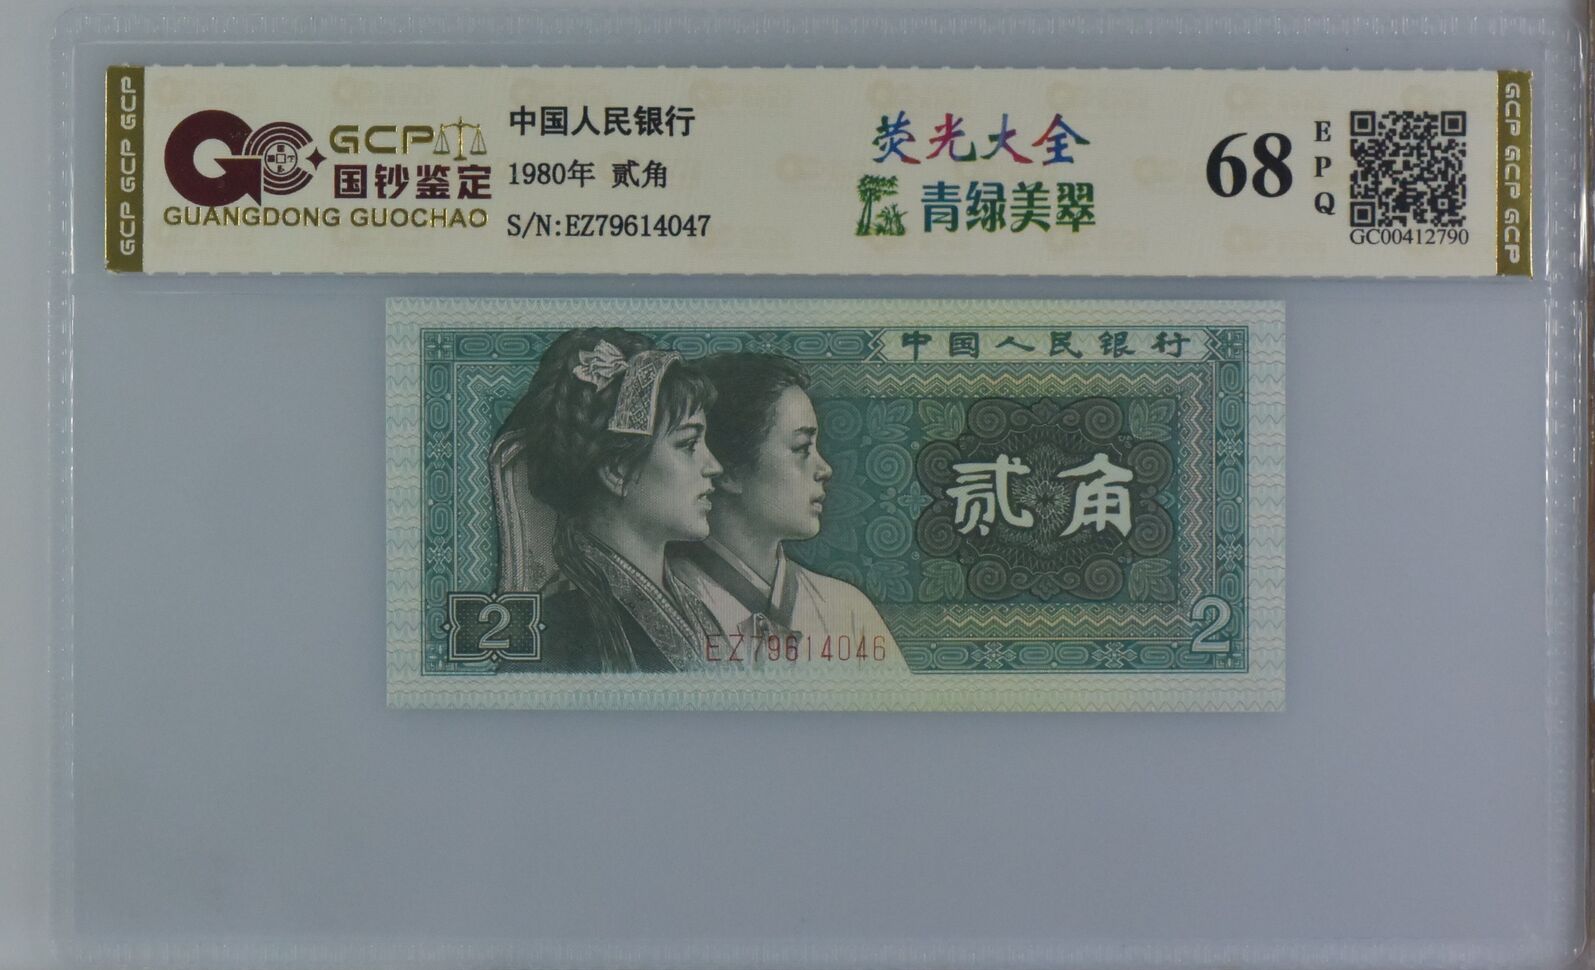 GCP GCP GCP
GCP
国钞鉴定
GUANGDONG GUOCHAO
中国人民银行
1980年 贰角
S/N:EZ79614047
荧光大全
青绿美翠
68
EPQ
GC00412790
GCP GCP GCP
中国人民银行
贰角
2
2
EZ79614046